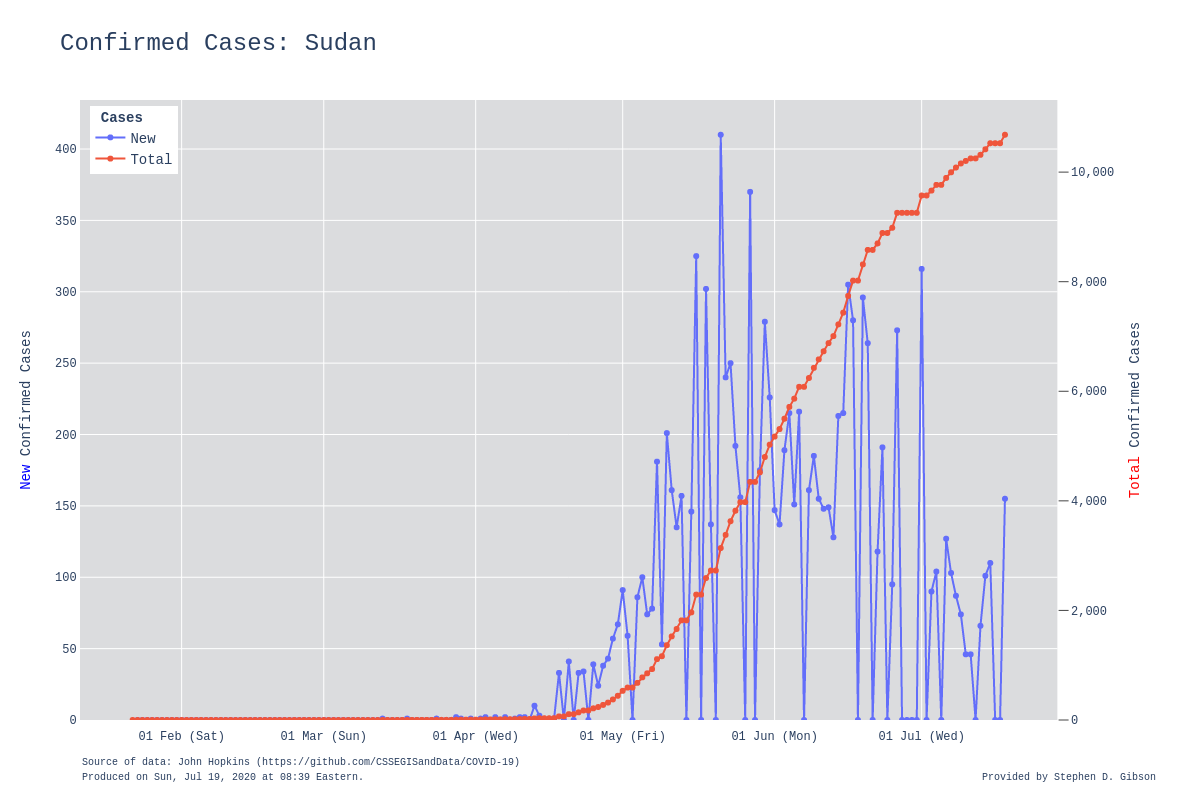 Confirmed Cases: Sudan
Cases
New
Total
400
350
300
250
200
150
100
50
0
10,000
8,000
6,000
4,000
2,000
0
New Confirmed Cases
Total Confirmed Cases
01 Feb (Sat)
01 Mar (Sun)
01 Apr (Wed)
01 May (Fri)
01 Jun (Mon)
01 Jul (Wed)
Source of data: John Hopkins (https://github.com/CSSEGISandData/COVID-19)
Produced on Sun, Jul 19, 2020 at 08:39 Eastern.
Provided by Stephen D. Gibson